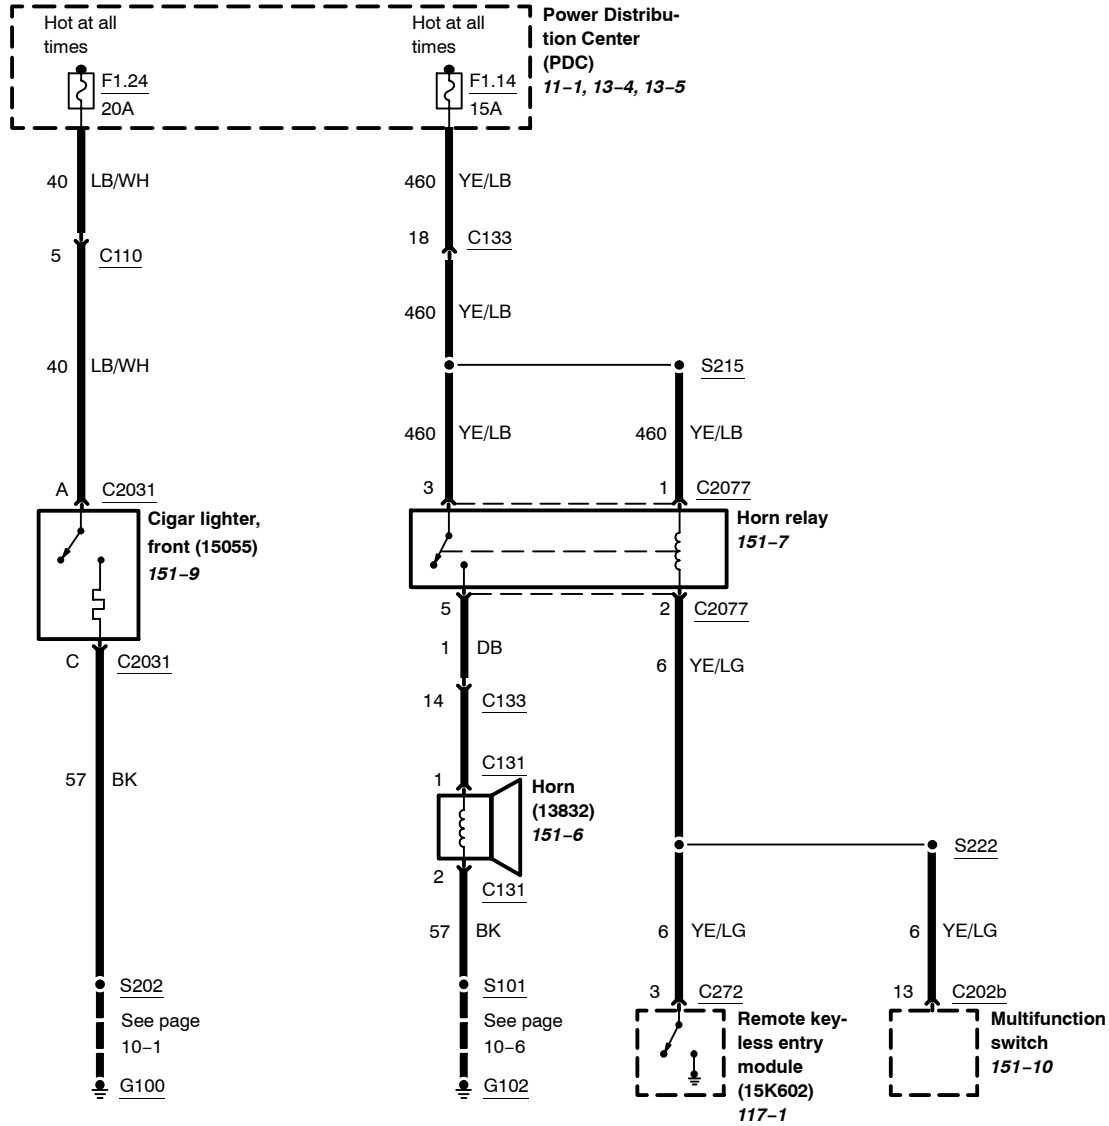 Hot at all
times
Hot at all
times
Power Distribu-
tion Center
(PDC)
11-1, 13-4, 13-5
F1.24
20A
F1.14
15A
40 LB/WH
460 YE/LB
18 C133
5 C110
460 YE/LB
40 LB/WH
S215
460 YE/LB
460 YE/LB
A C2031
3
1 C2077
Cigar lighter,
front (15055)
151-9
Horn relay
151-7
5
2 C2077
1 DB
C C2031
6 YE/LG
14 C133
C131
1
57 BK
Horn
(13832)
151-6
S222
2
C131
57 BK
6 YE/LG
6 YE/LG
S202
S101
3 C272
13 C202b
See page
10-1
See page
10-6
Remote key-
less entry
module
(15K602)
117-1
Multifunction
switch
151-10
G100
G102